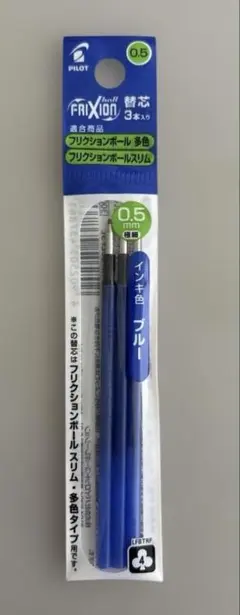 PILOT
0.5
FRIXION ball 替芯
3本入り
適合商品
フリクションボール 多色
フリクションボールスリム
0.5
mm
極細
インキ色 ブルー
※この替芯はフリクションボール スリム・多色タイプ用です。
LFBTRF
4